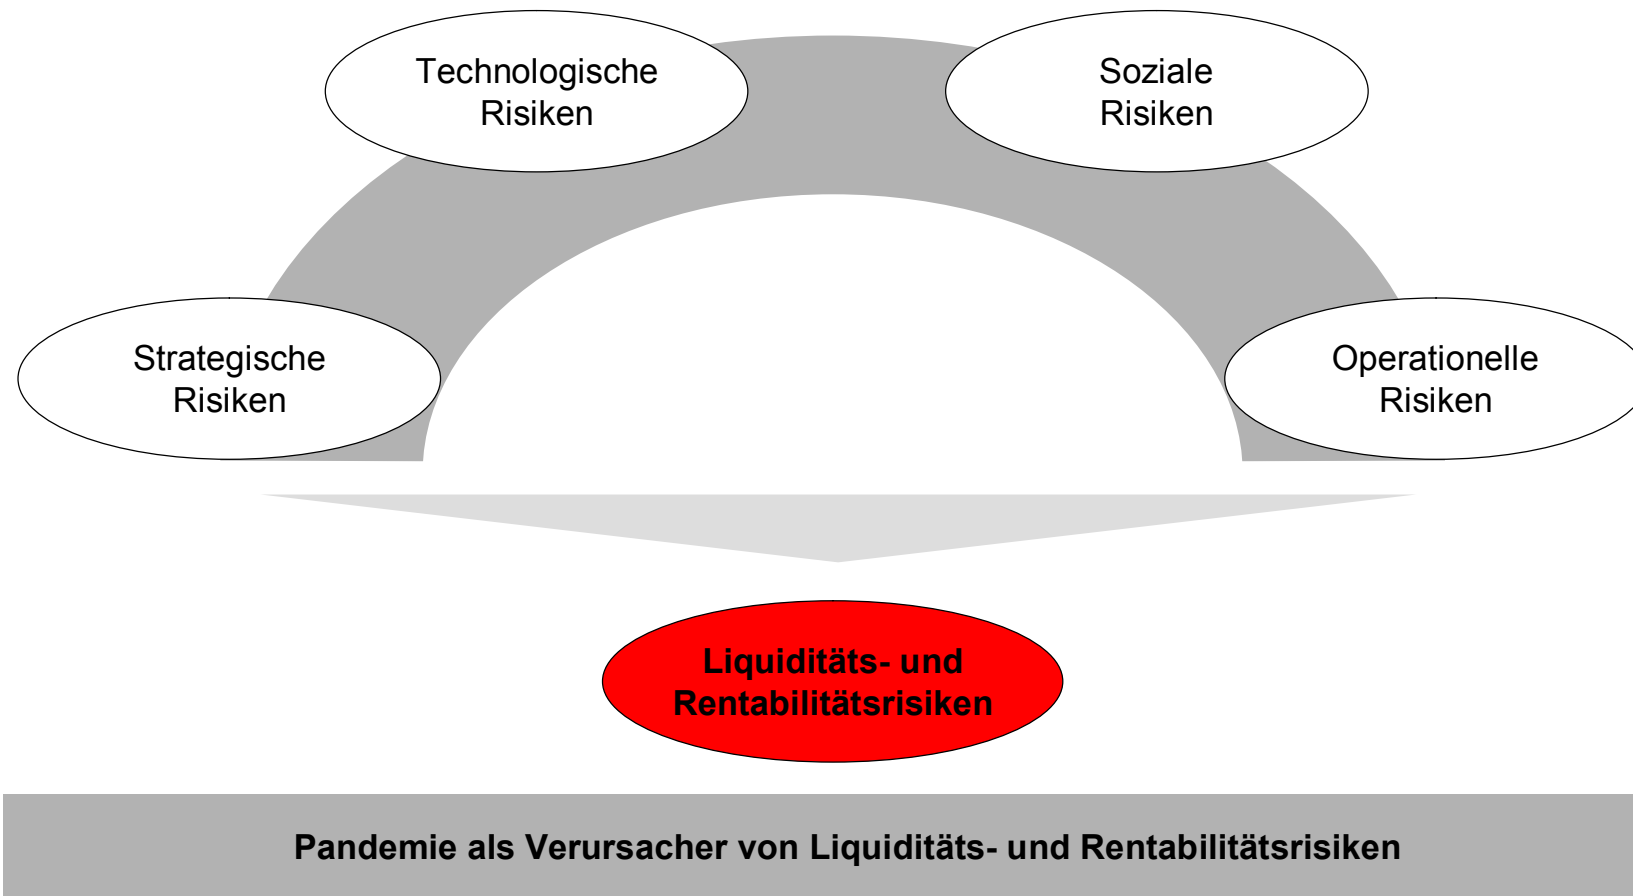 Technologische
Risiken
Soziale
Risiken
Strategische
Risiken
Operationelle
Risiken
Liquiditäts- und
Rentabilitätsrisiken
Pandemie als Verursacher von Liquiditäts- und Rentabilitätsrisiken